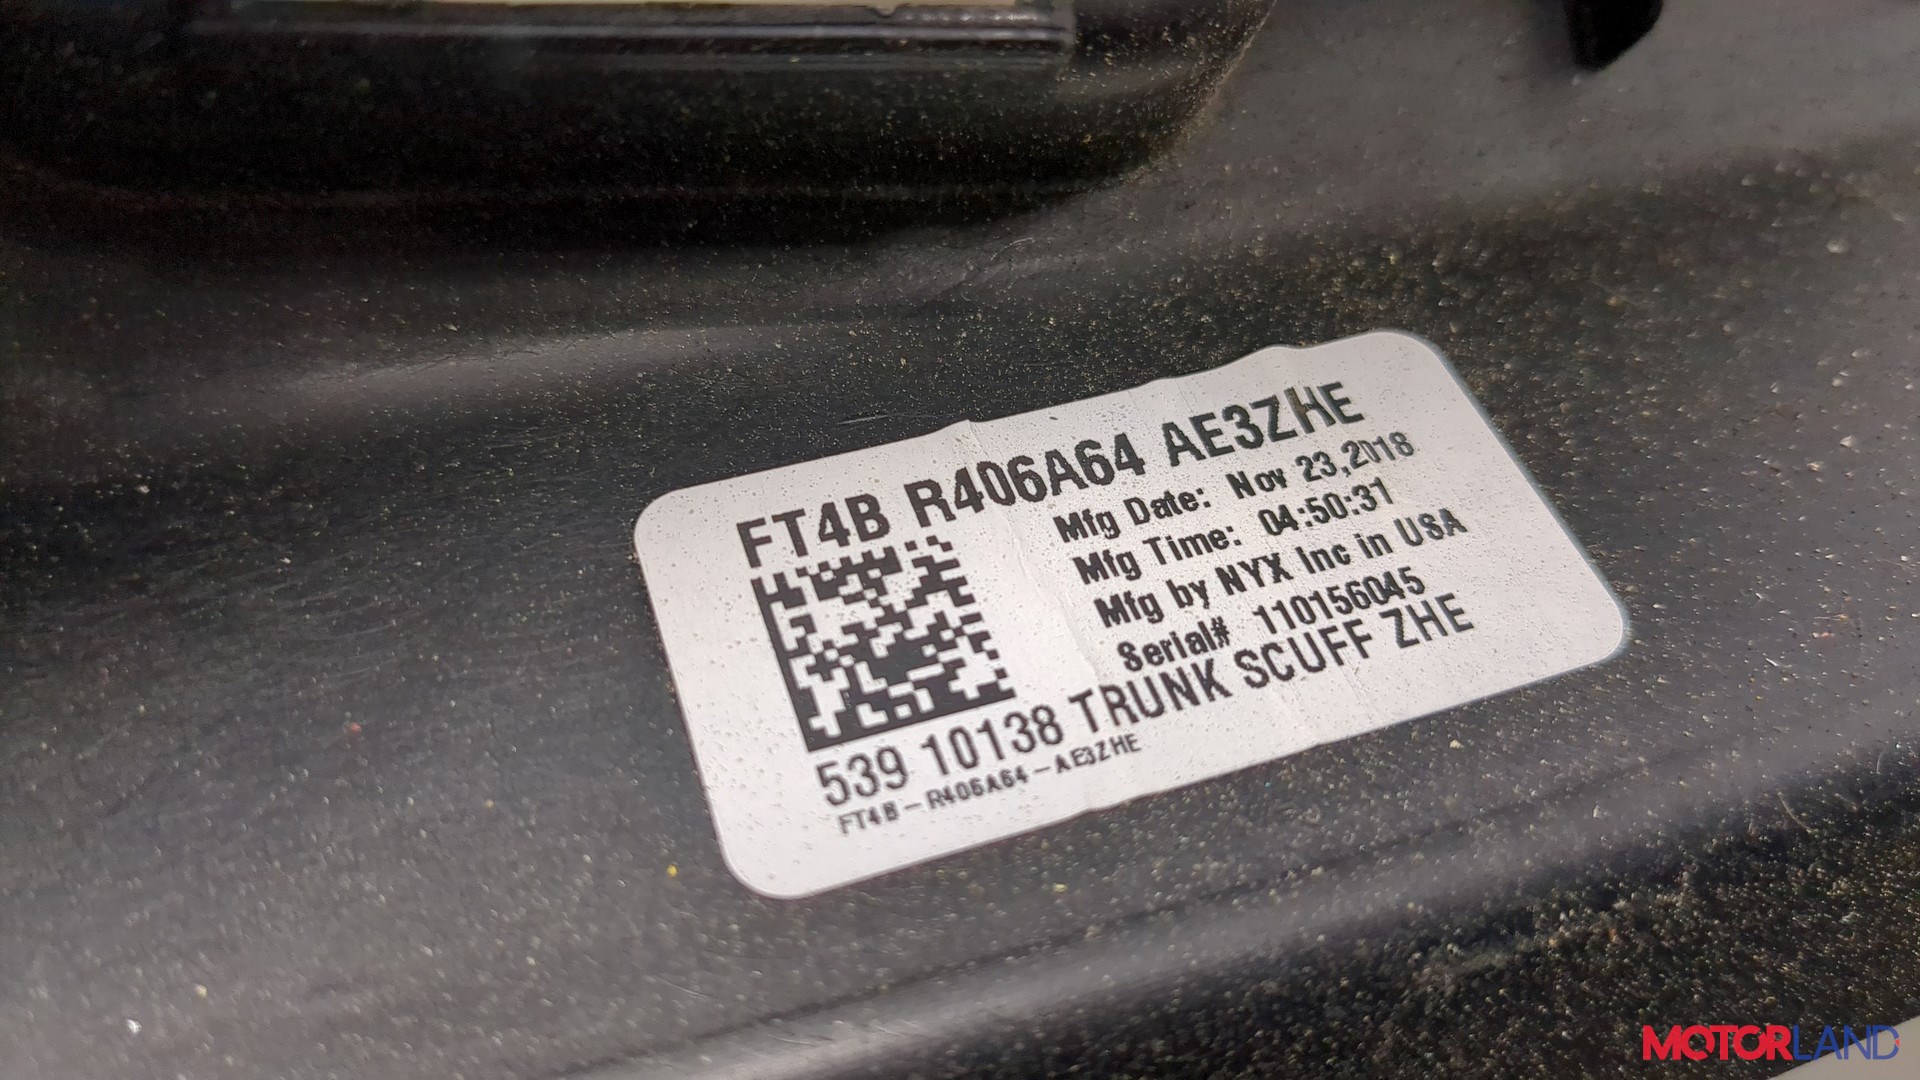 FT4B R406A64 AE3ZHE
Mfg Date: Nov 23,2018
Mfg Time: 04:50:31
Mfg by NYX Inc in USA
Serial# 110156045
539 10138 TRUNK SCUFF ZHE
FT4B-R406A64-AE3ZHE
MOTORLAND